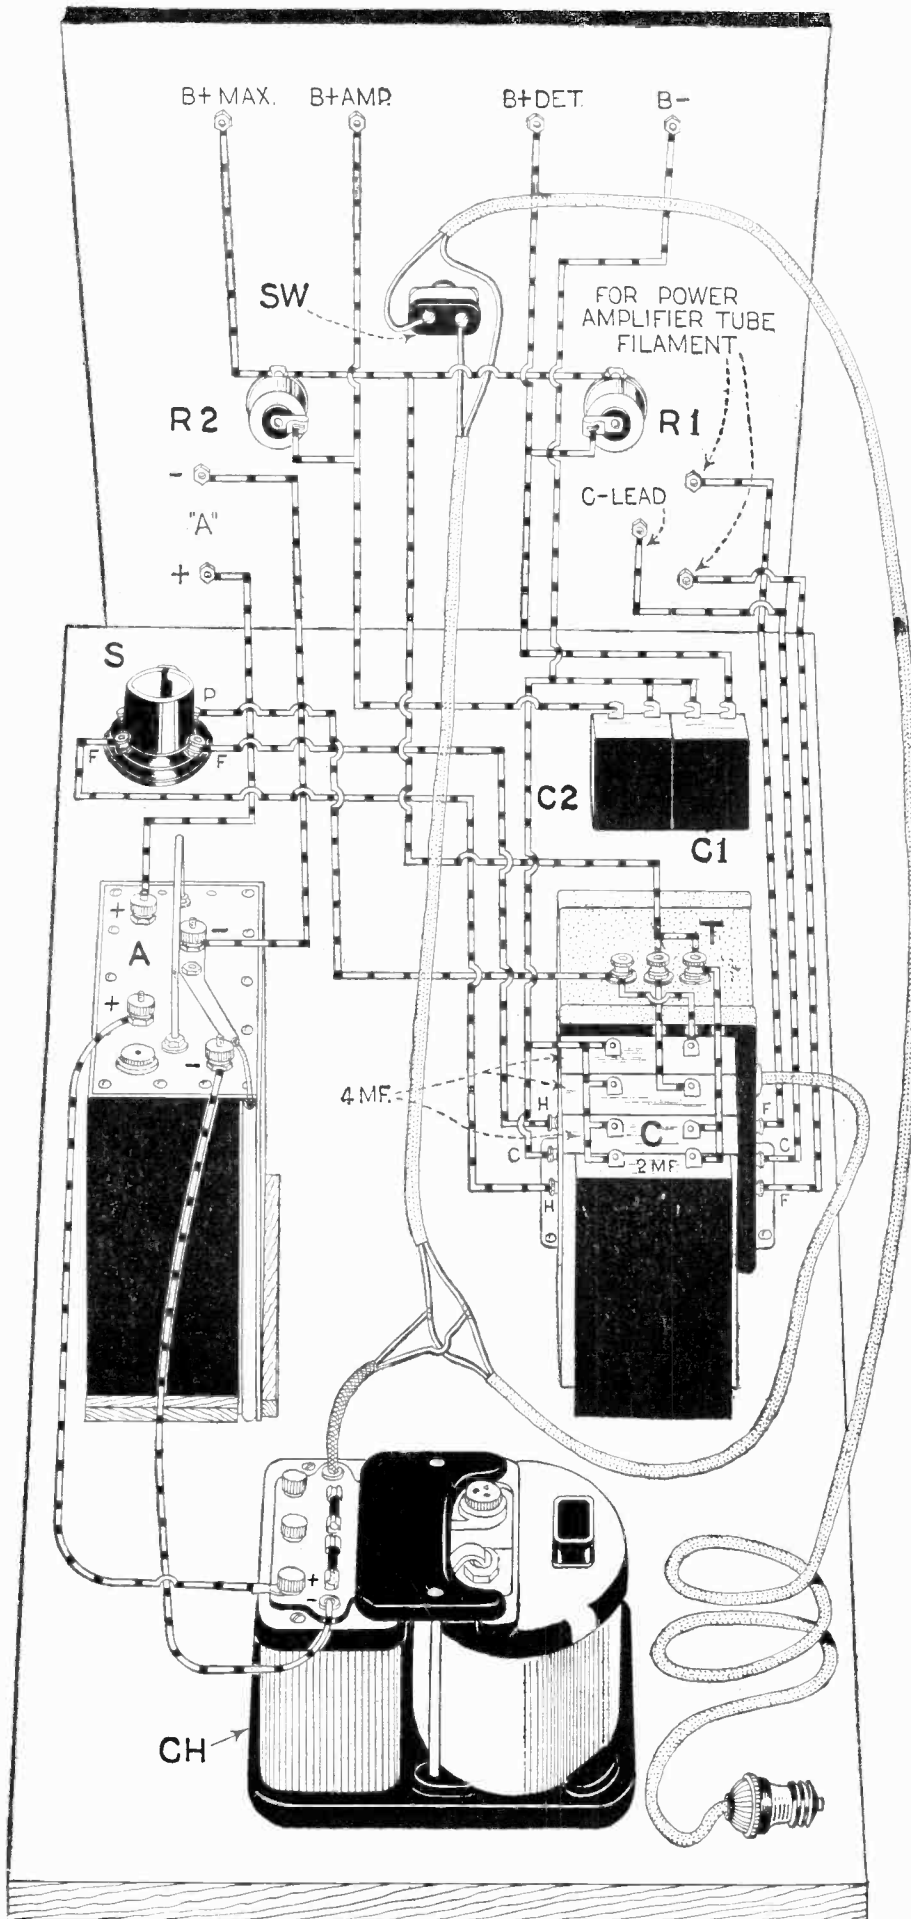 B+ MAX. B+AMP. B+DET. B-
SW
FOR POWER
AMPLIFIER TUBE
FILAMENT
R2 R1
-
C-LEAD
"A"
+
S
P
F F
C2
C1
+
-
A
T
+
-
4 MF.
H F
C
C C
2 MF.
H F
+
-
CH